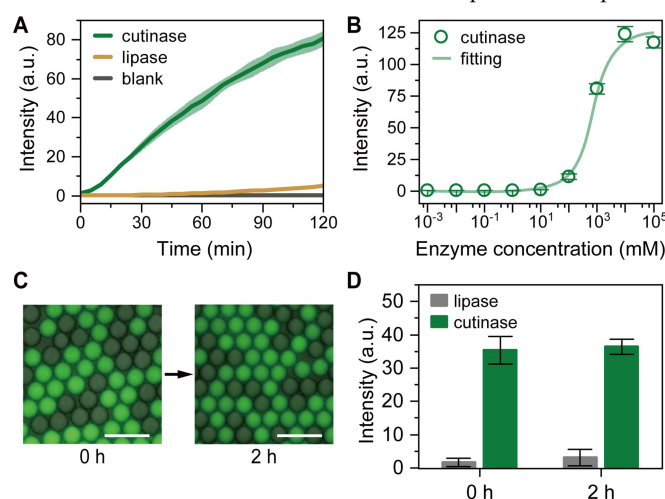 A
cutinase
lipase
blank
Intensity (a.u.)
80
60
40
20
0
0 30 60 90 120
Time (min)
B
cutinase
fitting
Intensity (a.u.)
125
100
75
50
25
0
10-3 10-1 101 103 105
Enzyme concentration (mM)
C
0 h
2 h
D
lipase
cutinase
Intensity (a.u.)
50
40
30
20
10
0
0 h 2 h